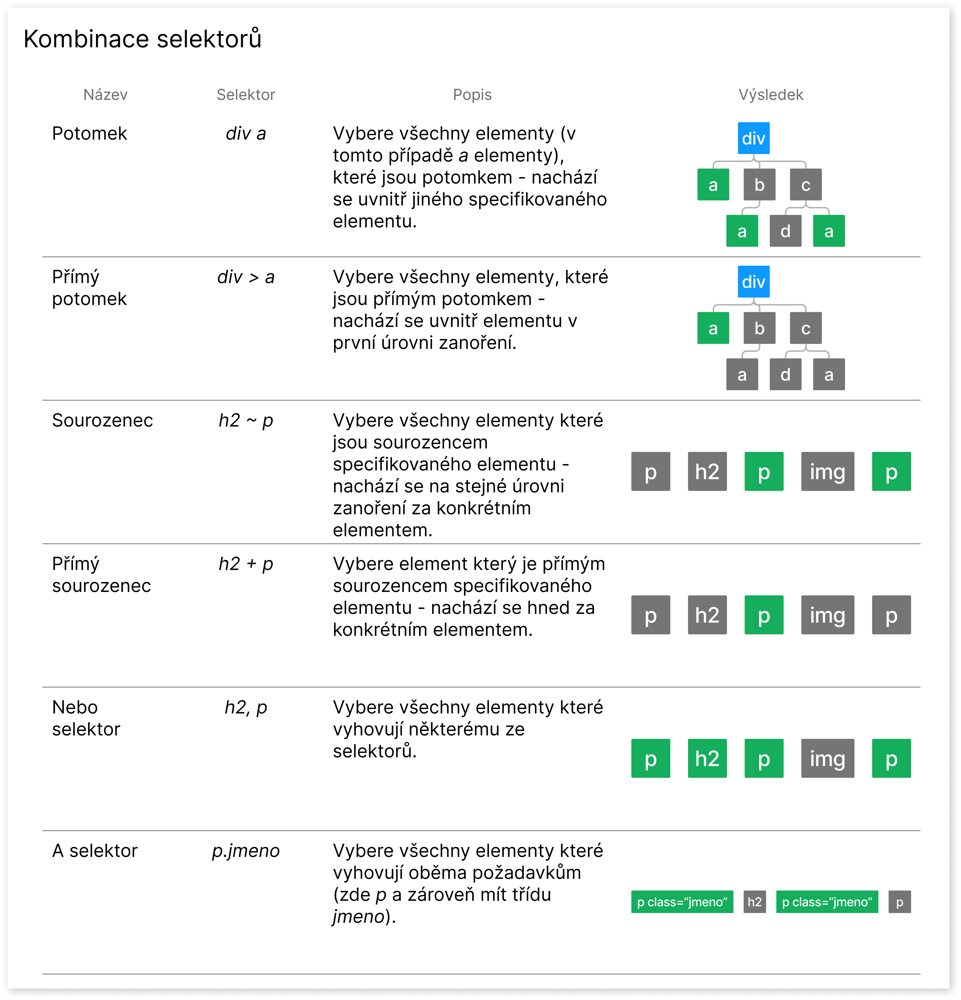 Kombinace selektorů
Název
Selektor
Popis
Výsledek
Potomek
div a
Vybere všechny elementy (v
tomto případě a elementy),
které jsou potomkem - nachází
se uvnitř jiného specifikovaného
elementu.
div
a
b
c
a
d
a
Přímý
potomek
div > a
Vybere všechny elementy, které
jsou přímým potomkem -
nachází se uvnitř elementu v
první úrovni zanoření.
div
a
b
c
a
d
a
Sourozenec
h2 ~ p
Vybere všechny elementy které
jsou sourozencem
specifikovaného elementu -
nachází se na stejné úrovni
zanoření za konkrétním
elementem.
p
h2
p
img
p
Přímý
sourozenec
h2 + p
Vybere element který je přímým
sourozencem specifikovaného
elementu - nachází se hned za
konkrétním elementem.
p
h2
p
img
p
Nebo
selektor
h2, p
Vybere všechny elementy které
vyhovují některému ze
selektorů.
p
h2
p
img
p
A selektor
p.jmeno
Vybere všechny elementy které
vyhovují oběma požadavkům
(zde p a zároveň mít třídu
jmeno).
p class=”jmeno”
h2
p class=”jmeno”
p